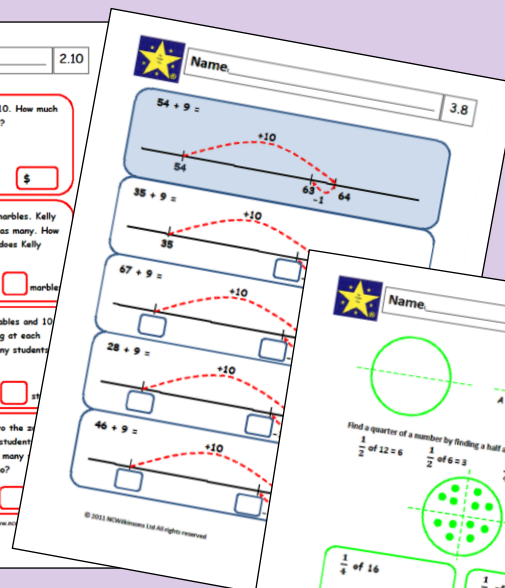 2.10
10. How much
?
$
marbles. Kelly
as many. How
does Kelly
marble
ables and 10
g at each
ny students
st
o the
student
many
o?
Name
3.8
54 + 9 =
+10
54
63
-1
64
35 + 9 =
+10
35
67 + 9 =
+10
28 + 9 =
+10
46 + 9 =
+10
© 2011 NCWilkinsons Ltd All rights reserved
Name
A
Find a quarter of a number by finding a half a
1/2 of 12 = 6
1/2 of 6 = 3
1/4 of 16